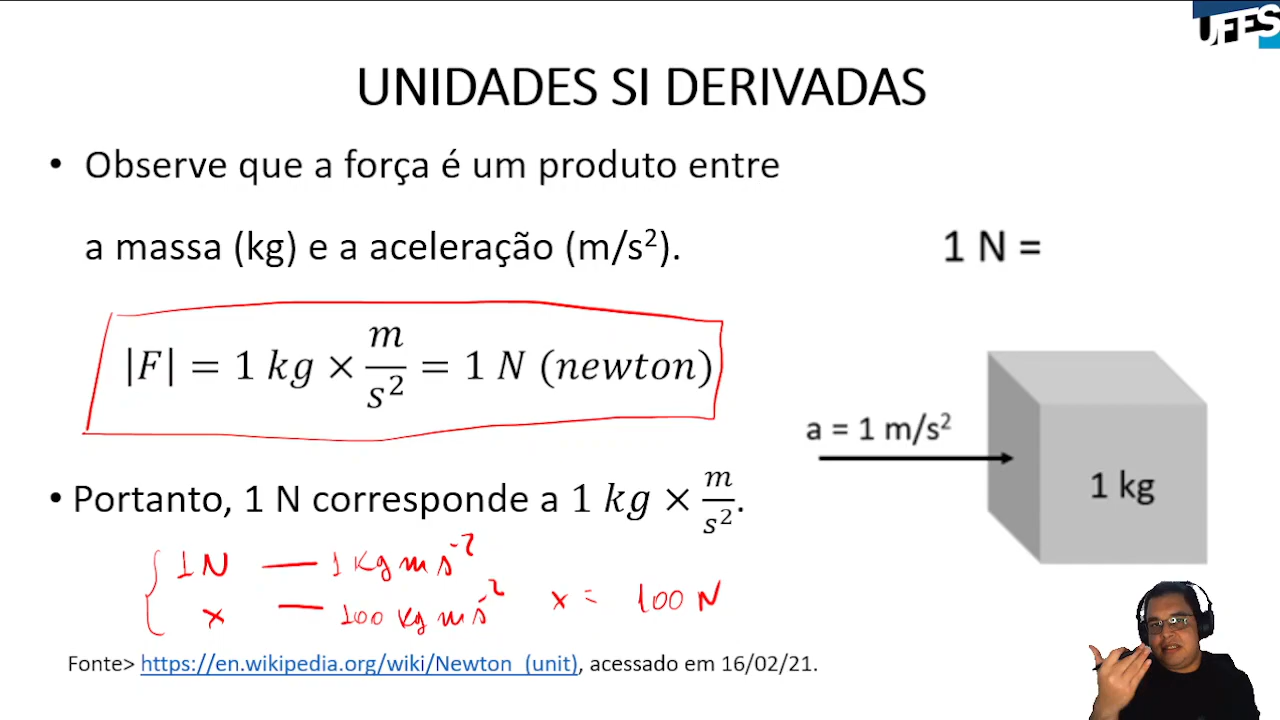 UFES
UNIDADES SI DERIVADAS
• Observe que a força é um produto entre
a massa (kg) e a aceleração (m/s²).
|F| = 1 kg × m/s² = 1 N (newton)
• Portanto, 1 N corresponde a 1 kg × m/s².
1N — 1 kg m s⁻²
x — 100 kg m s⁻² x = 100 N
Fonte> https://en.wikipedia.org/wiki/Newton_(unit), acessado em 16/02/21.
1 N =
a = 1 m/s²
1 kg